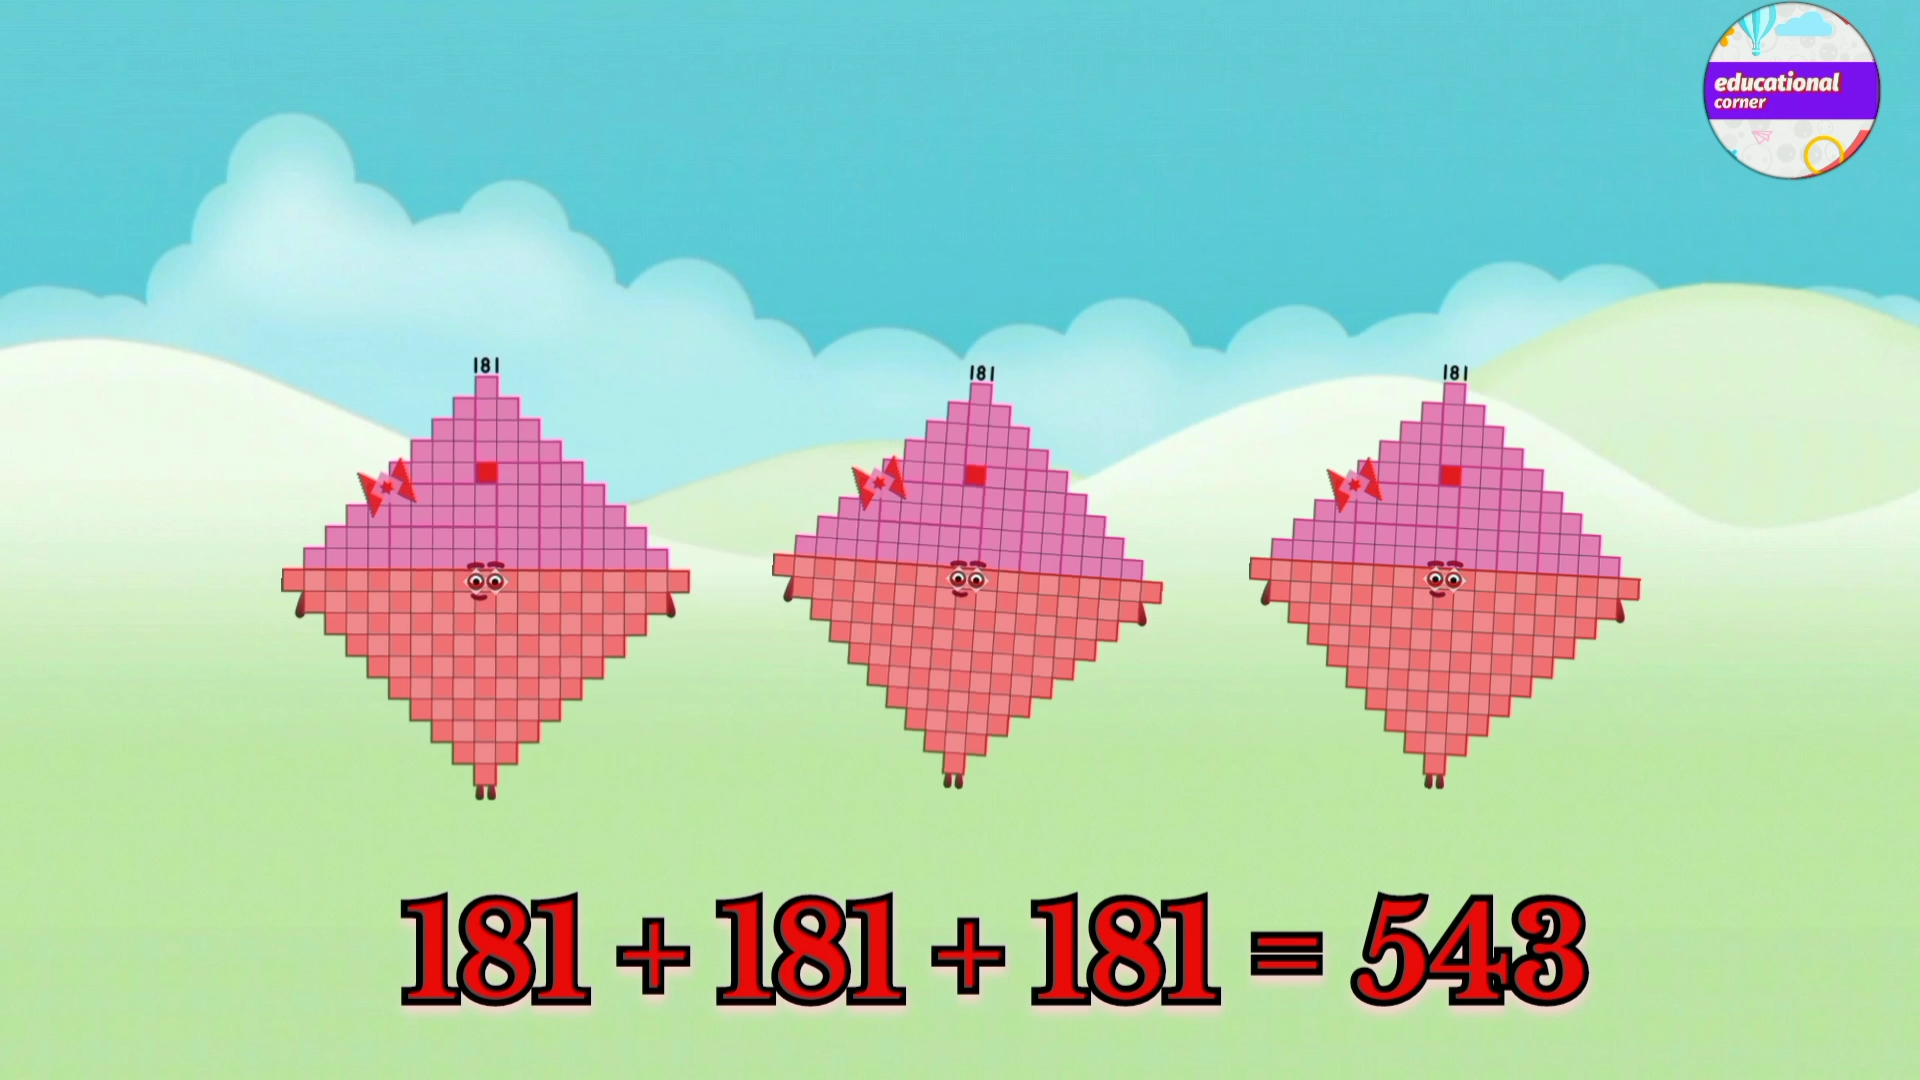 educational
corner
181
181
181
181 + 181 + 181 = 543